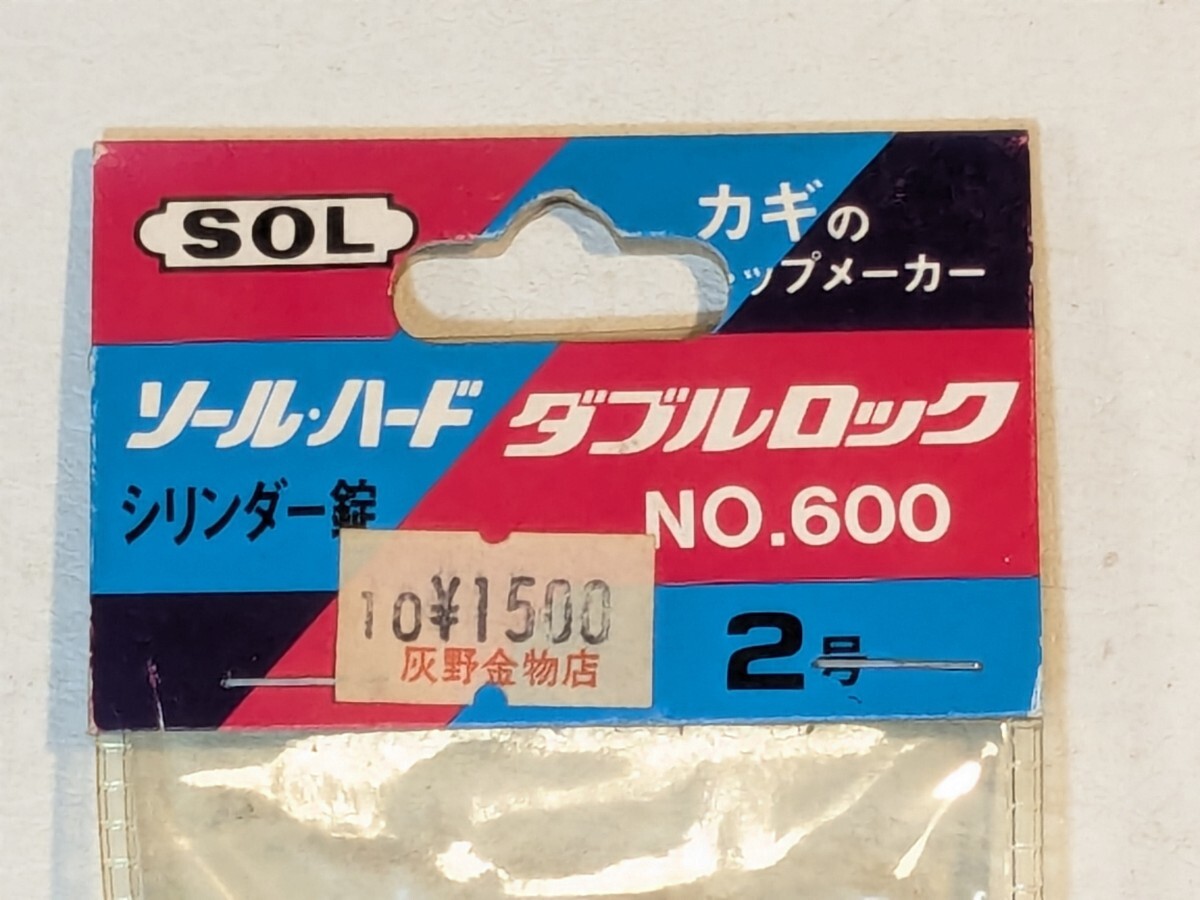 SOL
カギの
ップメーカー
ソール・ハード ダブルロック
シリンダー錠
NO.600
10¥1500
灰野金物店
2号